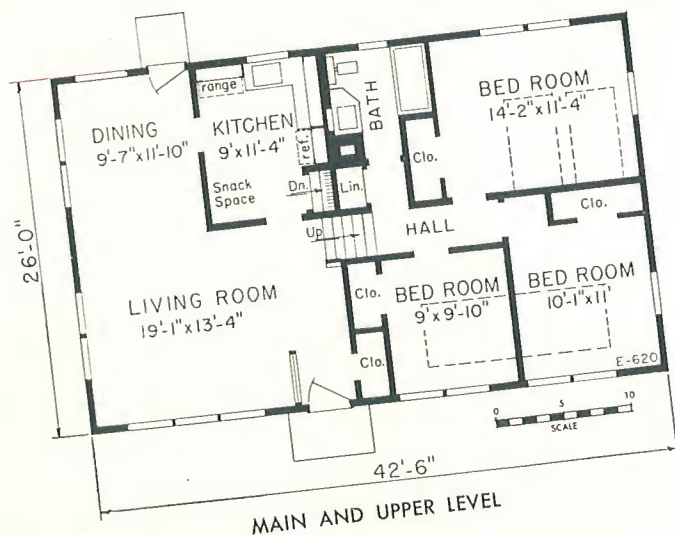 BED ROOM
14'-2"x11'-4"
BATH
range
DINING
9'-7"x11'-10"
KITCHEN
9'x11'-4"
ref.
Clo.
Snack
Space
Dn.
Lin.
Clo.
Up
HALL
26'-0"
LIVING ROOM
19'-1"x13'-4"
Clo.
BED ROOM
9'x9'-10"
BED ROOM
10'-1"x11'
Clo.
E-620
0 5 10
SCALE
42'-6"
MAIN AND UPPER LEVEL